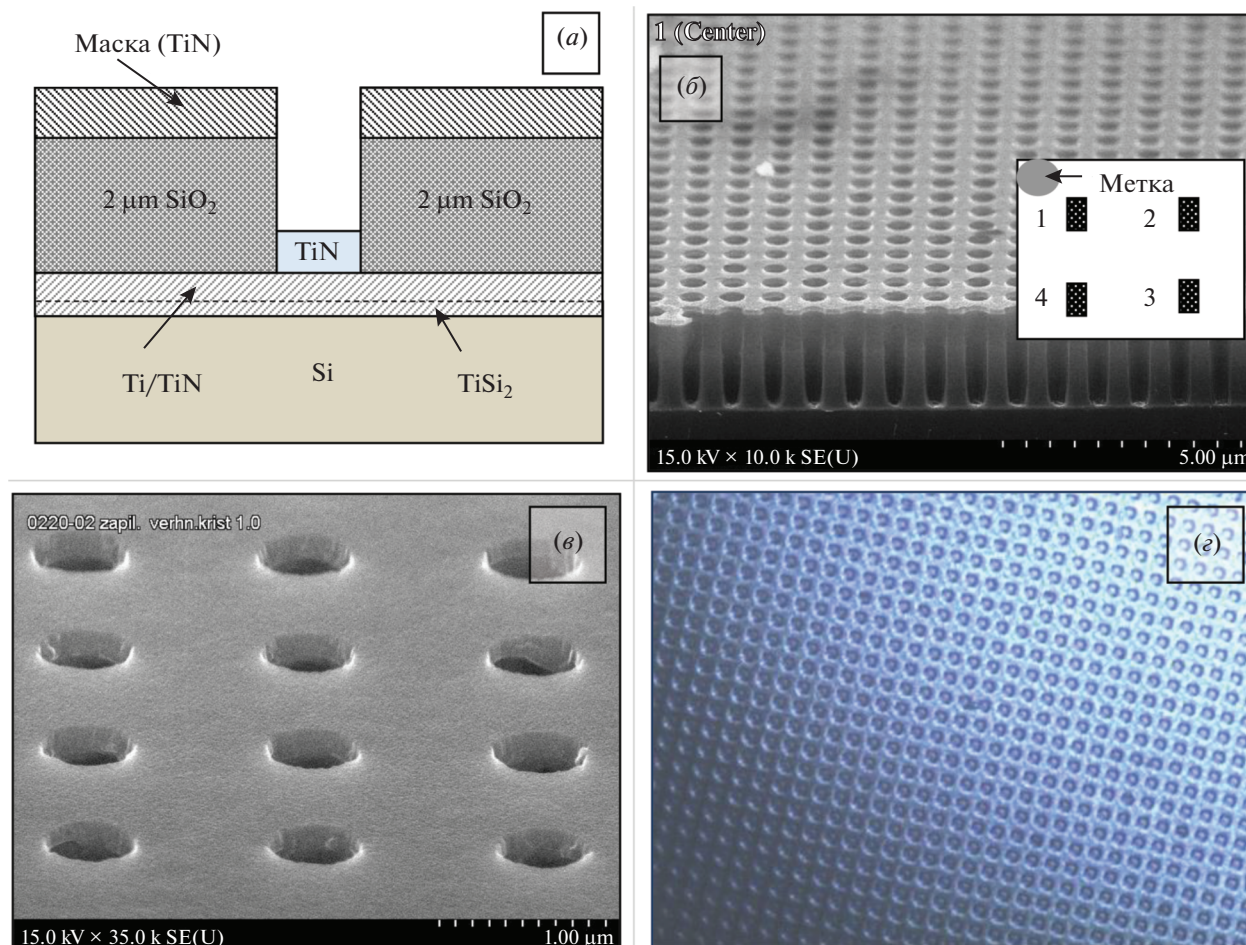 Маска (TiN)
(а)
2 μm SiO₂
2 μm SiO₂
TiN
Ti/TiN
Si
TiSi₂
1 (Center)
(б)
Метка
1
2
4
3
15.0 kV × 10.0 k SE(U)
5.00 μm
0220-02 zapil. verhn.krist 1.0
(в)
15.0 kV × 35.0 k SE(U)
1.00 μm
(г)